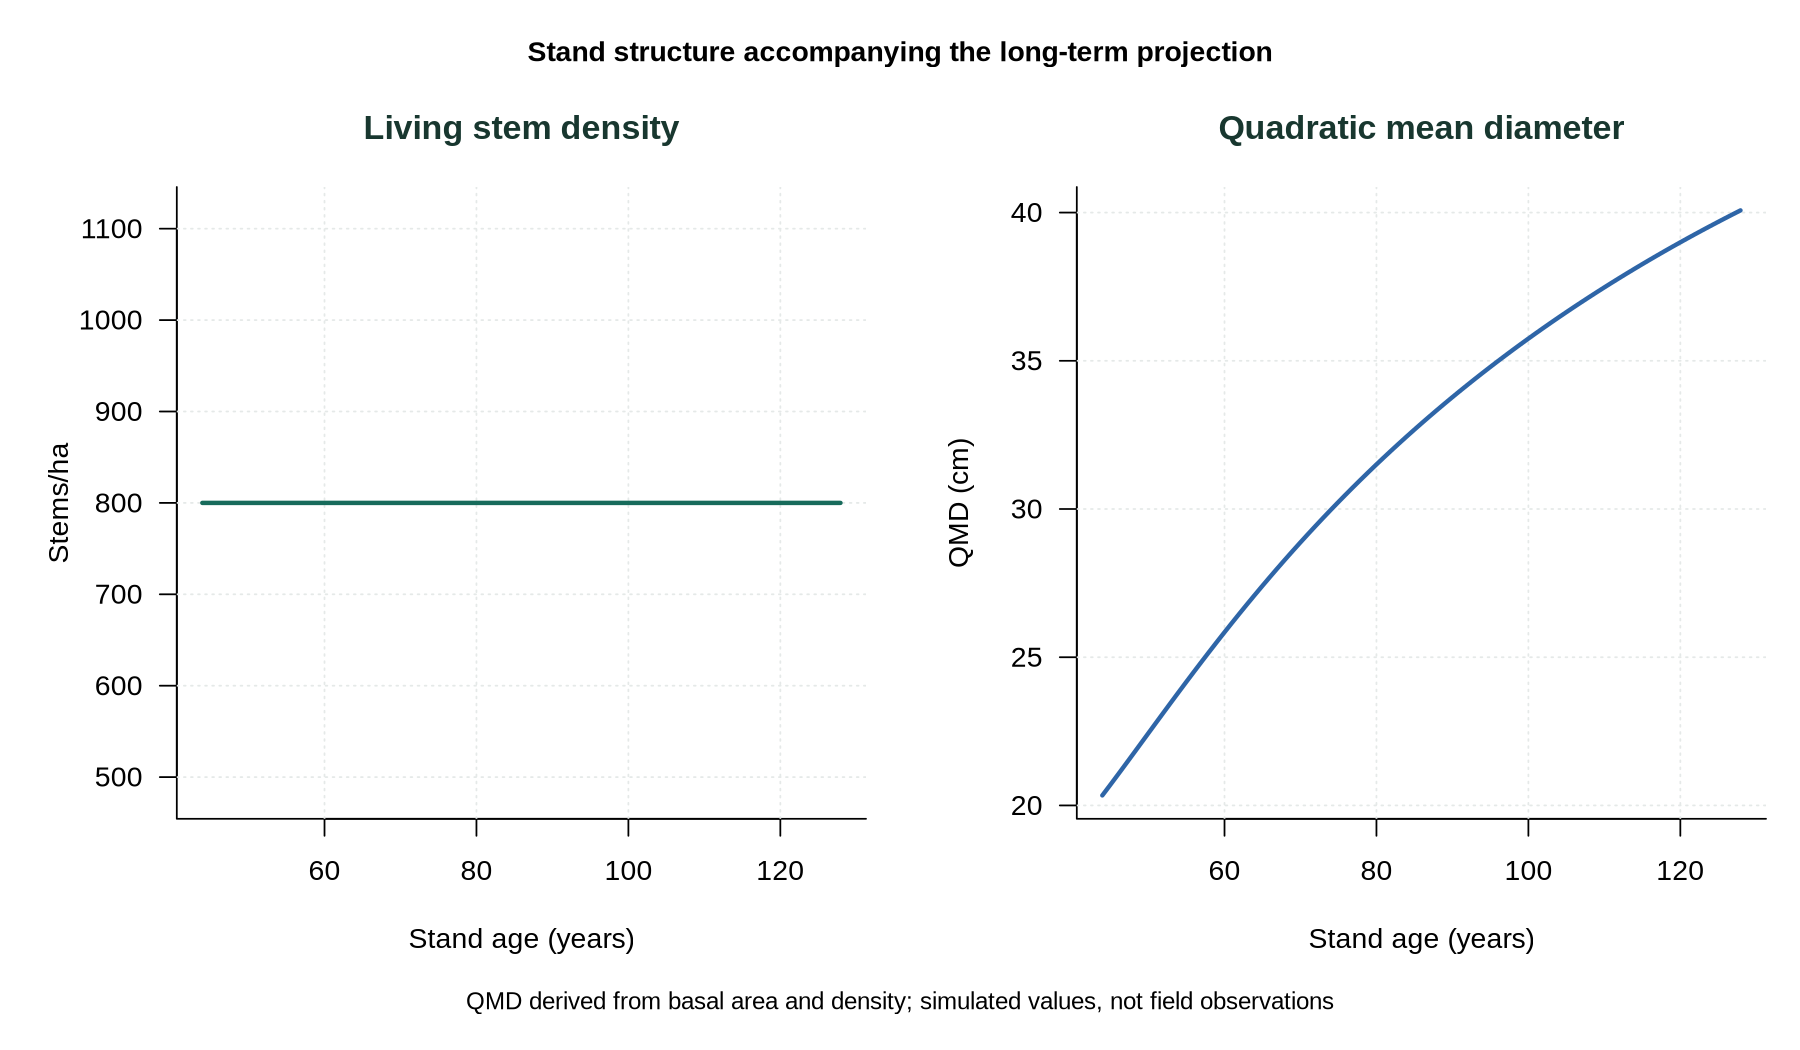 Stand structure accompanying the long-term projection
Living stem density
Stems/ha
1100
1000
900
800
700
600
500
60 80 100 120
Stand age (years)
Quadratic mean diameter
QMD (cm)
40
35
30
25
20
60 80 100 120
Stand age (years)
QMD derived from basal area and density; simulated values, not field observations